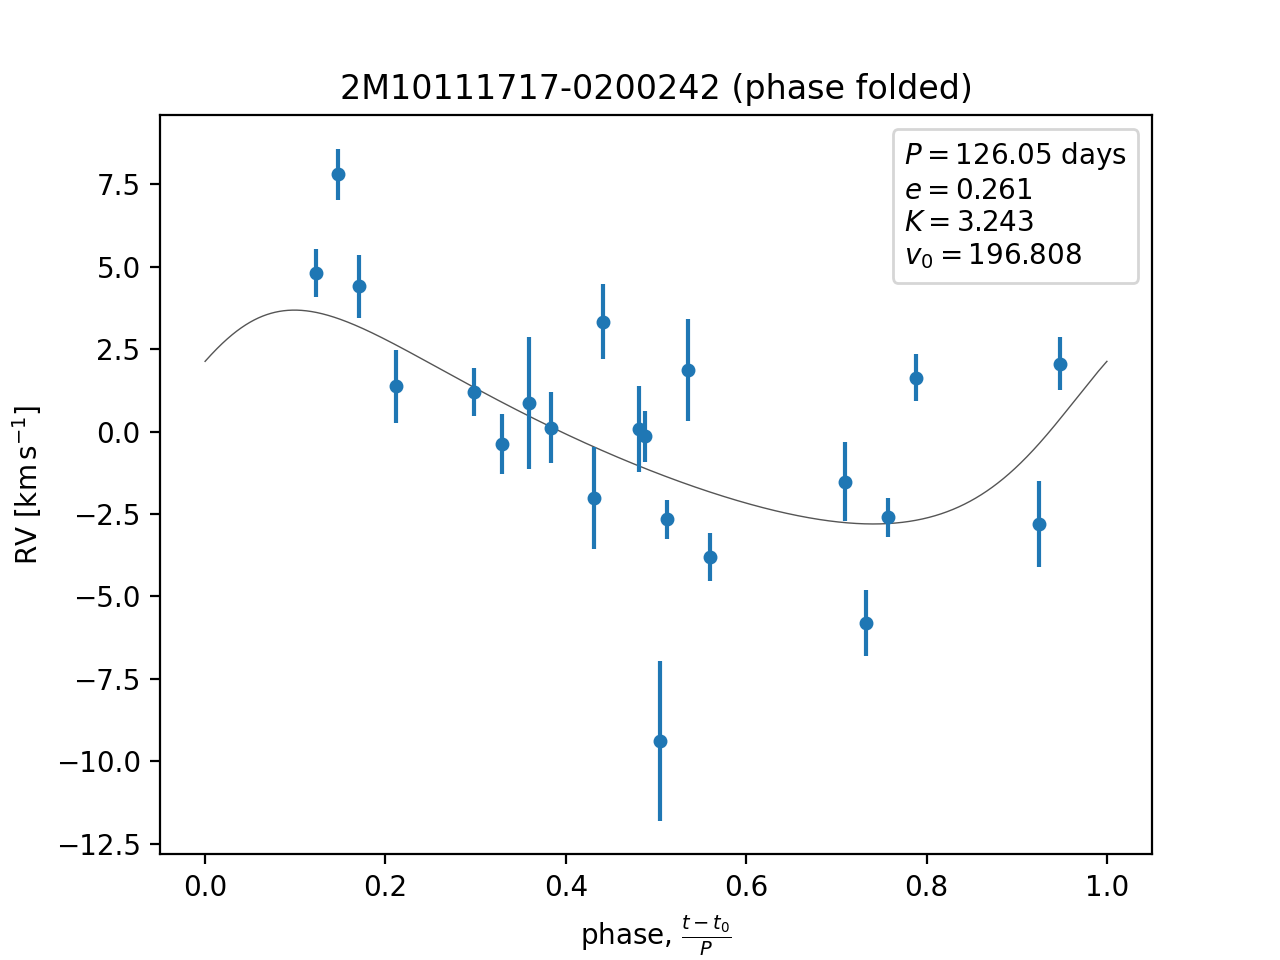 2M10111717-0200242 (phase folded)
P = 126.05 days
e = 0.261
K = 3.243
v₀ = 196.808
RV [km s⁻¹]
7.5
5.0
2.5
0.0
−2.5
−5.0
−7.5
−10.0
−12.5
0.0 0.2 0.4 0.6 0.8 1.0
phase, (t − t₀)/P